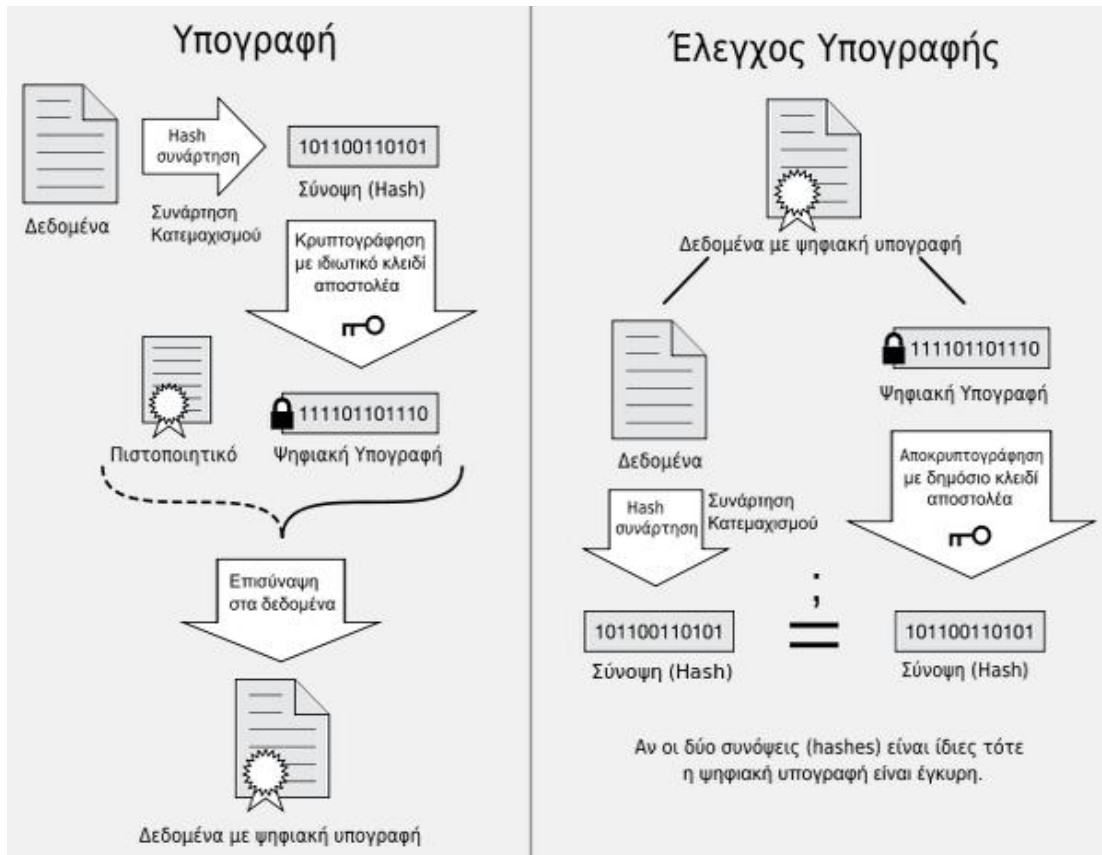 Υπογραφή
Hash
συνάρτηση
101100110101
Σύνοψη (Hash)
Δεδομένα
Συνάρτηση
Κατεμαχισμού
Κρυπτογράφηση
με ιδιωτικό κλειδί
αποστολέα
Πιστοποιητικό
111101101110
Ψηφιακή Υπογραφή
Επισύναψη
στα δεδομένα
Δεδομένα με ψηφιακή υπογραφή
Έλεγχος Υπογραφής
Δεδομένα με ψηφιακή υπογραφή
Δεδομένα
111101101110
Ψηφιακή Υπογραφή
Hash
συνάρτηση
Συνάρτηση
Κατεμαχισμού
Αποκρυπτογράφηση
με δημόσιο κλειδί
αποστολέα
101100110101
Σύνοψη (Hash)
;
=
101100110101
Σύνοψη (Hash)
Αν οι δύο συνόψεις (hashes) είναι ίδιες τότε
η ψηφιακή υπογραφή είναι έγκυρη.